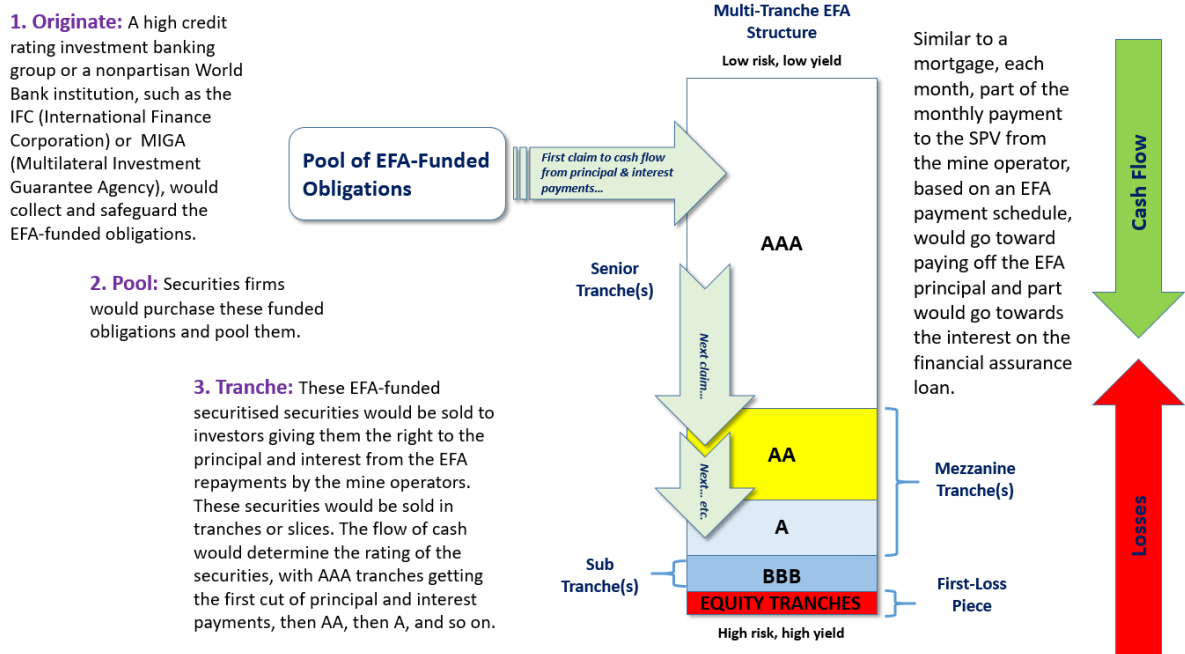 1. Originate: A high credit
rating investment banking
group or a nonpartisan World
Bank institution, such as the
IFC (International Finance
Corporation) or MIGA
(Multilateral Investment
Guarantee Agency), would
collect and safeguard the
EFA-funded obligations.
2. Pool: Securities firms
would purchase these funded
obligations and pool them.
3. Tranche: These EFA-funded
securitised securities would be sold to
investors giving them the right to the
principal and interest from the EFA
repayments by the mine operators.
These securities would be sold in
tranches or slices. The flow of cash
would determine the rating of the
securities, with AAA tranches getting
the first cut of principal and interest
payments, then AA, then A, and so on.
Pool of EFA-Funded
Obligations
First claim to cash flow
from principal & interest
payments...
Multi-Tranche EFA
Structure
Low risk, low yield
AAA
Senior
Tranche(s)
Next claim...
AA
Next... etc.
A
Mezzanine
Tranche(s)
Sub
Tranche(s)
BBB
EQUITY TRANCHES
First-Loss
Piece
High risk, high yield
Similar to a
mortgage, each
month, part of the
monthly payment
to the SPV from
the mine operator,
based on an EFA
payment schedule,
would go toward
paying off the EFA
principal and part
would go towards
the interest on the
financial assurance
loan.
Cash Flow
Losses